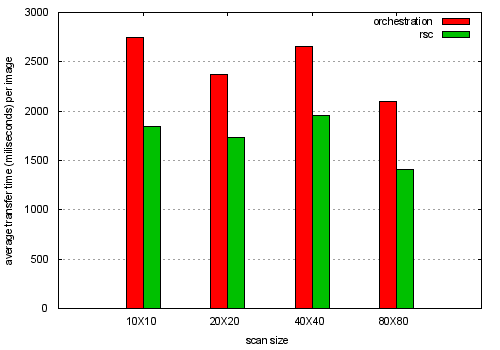 3000
2500
2000
1500
1000
500
0
average transfer time (miliseconds) per image
orchestration
rsc
10X10 20X20 40X40 80X80
scan size